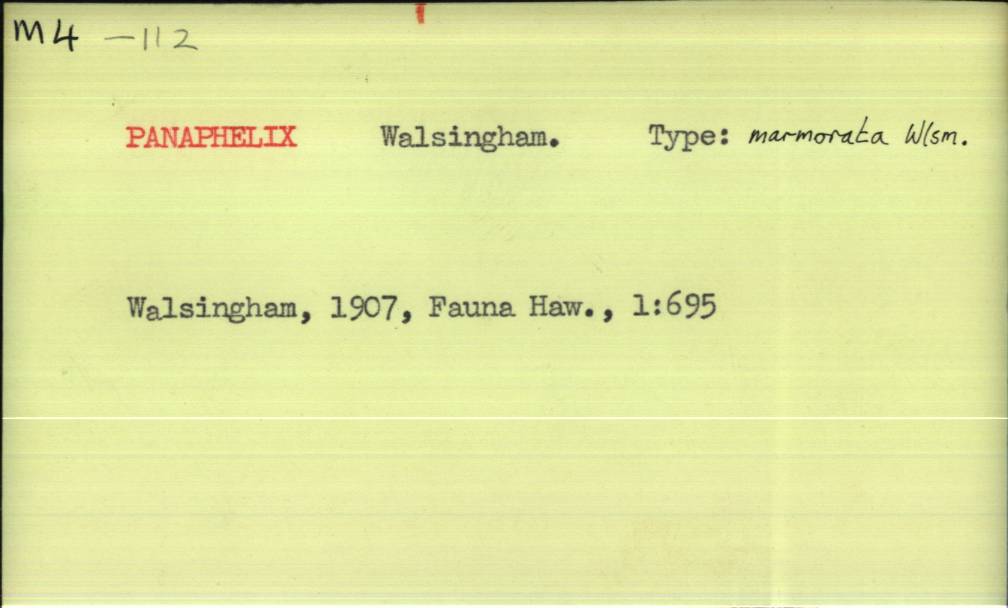 M4 -112
PANAPHELIX Walsingham. Type: marmorata Wlsm.
Walsingham, 1907, Fauna Haw., 1:695